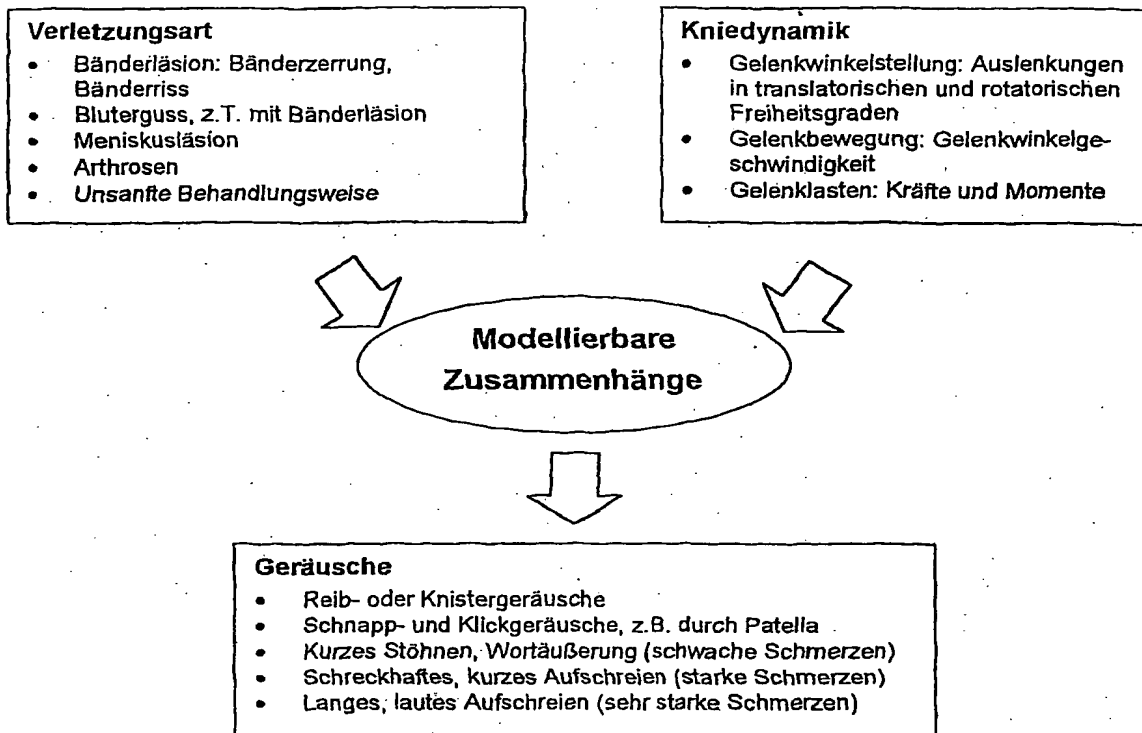 Verletzungsart
• Bänderläsion: Bänderzerrung,
Bänderriss
• Bluterguss, z.T. mit Bänderläsion
• Meniskusläsion
• Arthrosen
• Unsanfte Behandlungsweise
Kniedynamik
• Gelenkwinkelstellung: Auslenkungen
in translatorischen und rotatorischen
Freiheitsgraden
• Gelenkbewegung: Gelenkwinkelge-
schwindigkeit
• Gelenklasten: Kräfte und Momente
Modellierbare
Zusammenhänge
Geräusche
• Reib- oder Knistergeräusche
• Schnapp- und Klickgeräusche, z.B. durch Patella
• Kurzes Stöhnen, Wortäußerung (schwache Schmerzen)
• Schreckhaftes, kurzes Aufschreien (starke Schmerzen)
• Langes, lautes Aufschreien (sehr starke Schmerzen)